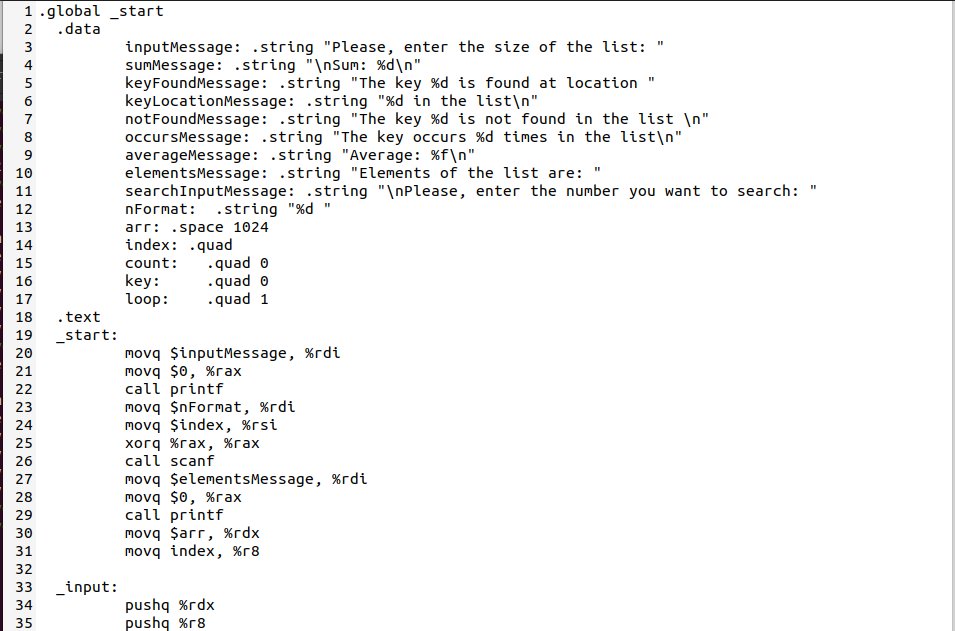 1 .global _start
2 .data
3 inputMessage: .string "Please, enter the size of the list: "
4 sumMessage: .string "\nSum: %d\n"
5 keyFoundMessage: .string "The key %d is found at location "
6 keyLocationMessage: .string "%d in the list\n"
7 notFoundMessage: .string "The key %d is not found in the list \n"
8 occursMessage: .string "The key occurs %d times in the list\n"
9 averageMessage: .string "Average: %f\n"
10 elementsMessage: .string "Elements of the list are: "
11 searchInputMessage: .string "\nPlease, enter the number you want to search: "
12 nFormat: .string "%d "
13 arr: .space 1024
14 index: .quad
15 count: .quad 0
16 key: .quad 0
17 loop: .quad 1
18 .text
19 _start:
20 movq $inputMessage, %rdi
21 movq $0, %rax
22 call printf
23 movq $nFormat, %rdi
24 movq $index, %rsi
25 xorq %rax, %rax
26 call scanf
27 movq $elementsMessage, %rdi
28 movq $0, %rax
29 call printf
30 movq $arr, %rdx
31 movq index, %r8
32
33 _input:
34 pushq %rdx
35 pushq %r8